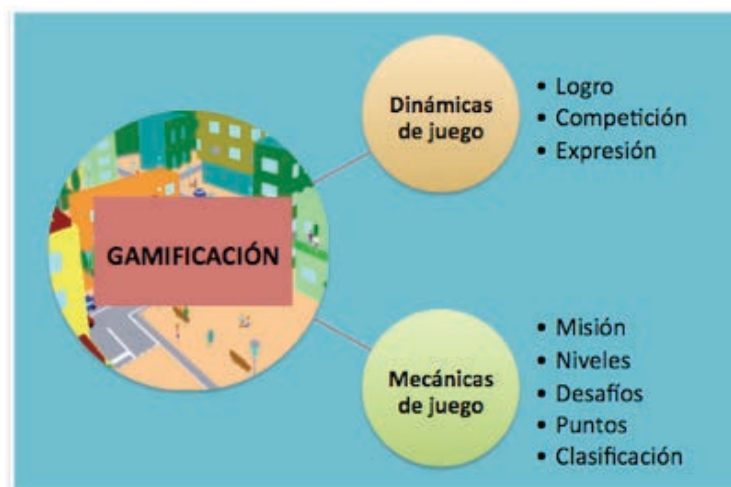 GAMIFICACIÓN
Dinámicas
de juego
• Logro
• Competición
• Expresión
Mecánicas
de juego
• Misión
• Niveles
• Desafíos
• Puntos
• Clasificación